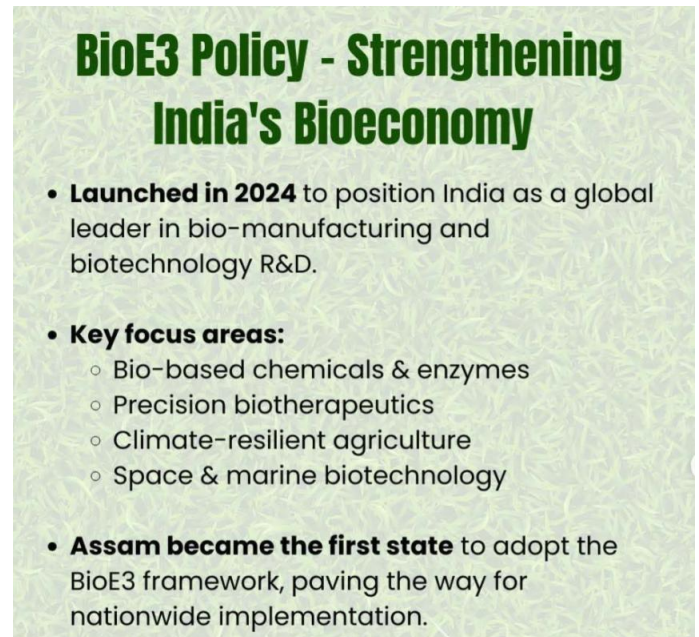 BioE3 Policy - Strengthening
India's Bioeconomy
• Launched in 2024 to position India as a global
leader in bio-manufacturing and
biotechnology R&D.
• Key focus areas:
○ Bio-based chemicals & enzymes
○ Precision biotherapeutics
○ Climate-resilient agriculture
○ Space & marine biotechnology
• Assam became the first state to adopt the
BioE3 framework, paving the way for
nationwide implementation.